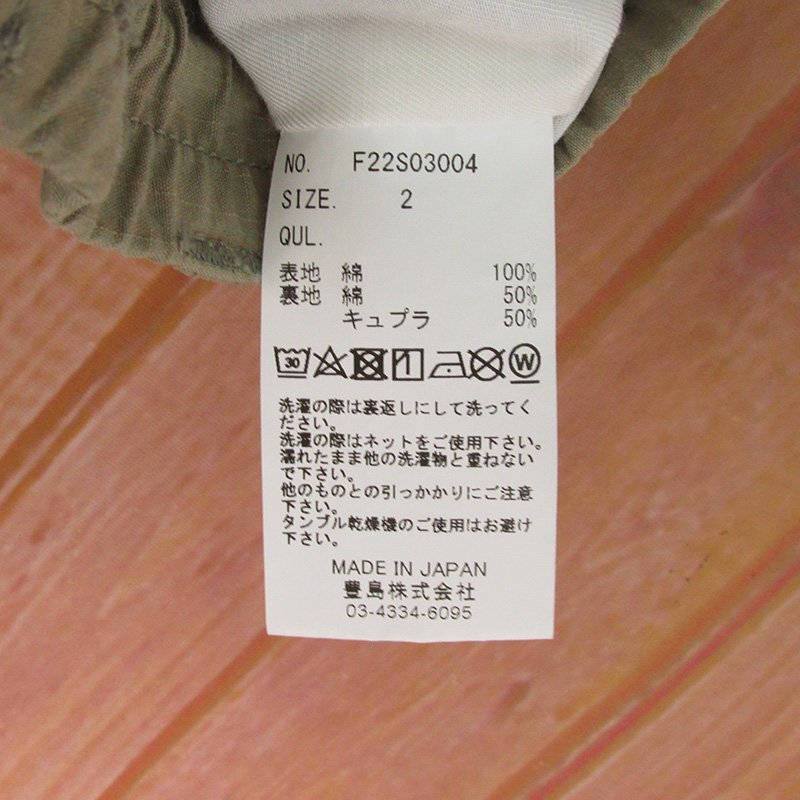 NO. F22S03004
SIZE. 2
QUL.
表地 綿 100%
裏地 綿 50%
キュプラ 50%
30 W
洗濯の際は裏返しにして洗ってく
ださい。
洗濯の際はネットをご使用下さい。
濡れたまま他の洗濯物と重ねない
で下さい。
他のものとの引っかかりにご注意
下さい。
タンブル乾燥機のご使用はお避け
下さい。
MADE IN JAPAN
豊島株式会社
03-4334-6095